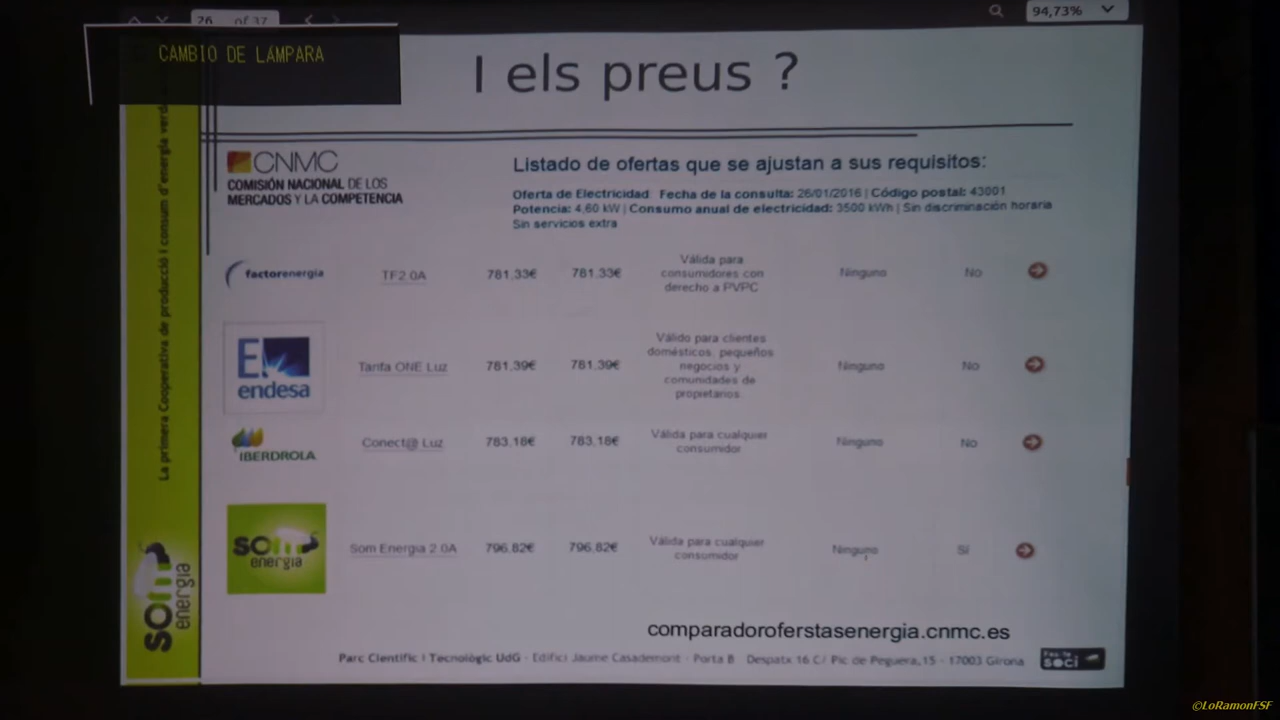 26 of 37
94,73%
CAMBIO DE LÁMPARA
I els preus ?
La primera Cooperativa de producció i consum d'energia verda
CNMC
COMISIÓN NACIONAL DE LOS
MERCADOS Y LA COMPETENCIA
Listado de ofertas que se ajustan a sus requisitos:
Oferta de Electricidad Fecha de la consulta: 26/01/2016 | Código postal: 43001
Potencia: 4,60 kW | Consumo anual de electricidad: 3500 kWh | Sin discriminación horaria
Sin servicios extra
factorenergia TF2.0A 781,33€ 781,33€ Válida para
consumidores con
derecho a PVPC
Ninguno No
endesa Tarifa ONE Luz 781,39€ 781,39€ Válido para clientes
domésticos, pequeños
negocios y
comunidades de
propietarios.
Ninguno No
IBERDROLA Conect@ Luz 783,18€ 783,18€ Válida para cualquier
consumidor
Ninguno No
som
energia
Som Energia 2.0A 796,82€ 796,82€ Válida para cualquier
consumidor
Ninguno Sí
som
energia
comparadoroferstasenergia.cnmc.es
Parc Científic i Tecnològic UdG - Edifici Jaume Casademont - Porta B Despatx 16 C/ Pic de Peguera,15 - 17003 Girona
soci
©LoRamonFSF